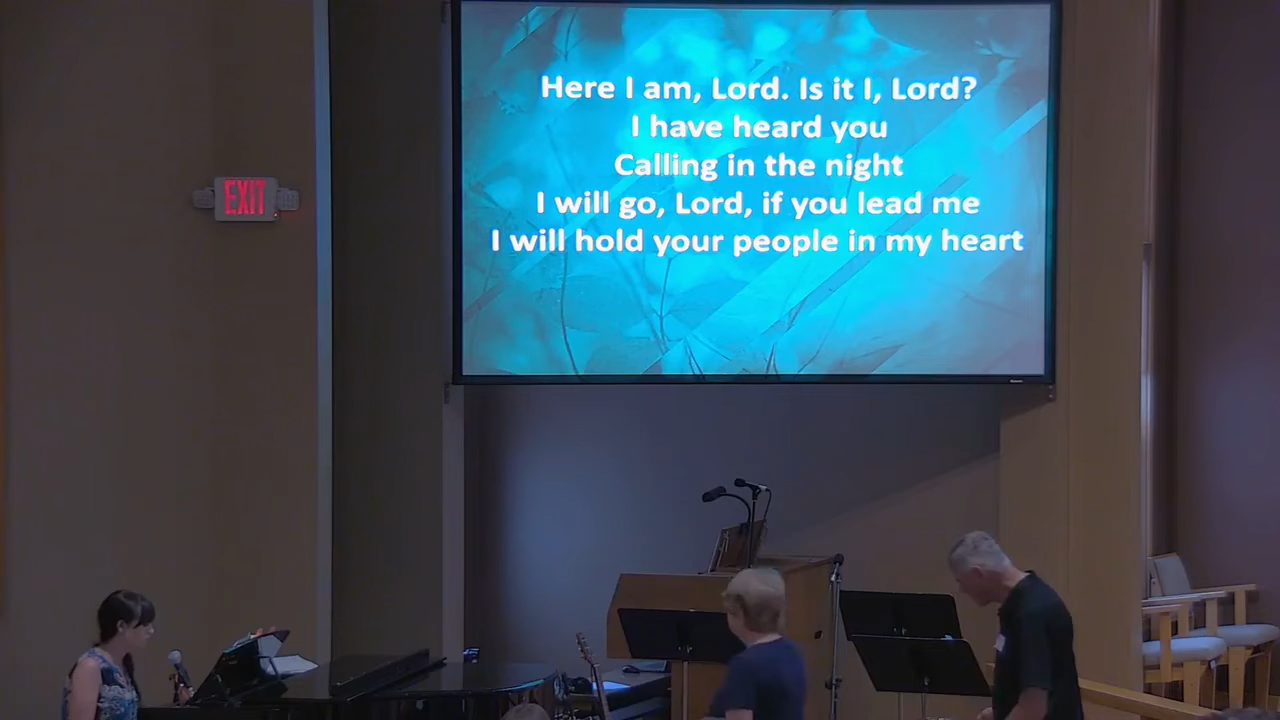 Here I am, Lord. Is it I, Lord?
I have heard you
Calling in the night
I will go, Lord, if you lead me
I will hold your people in my heart
EXIT